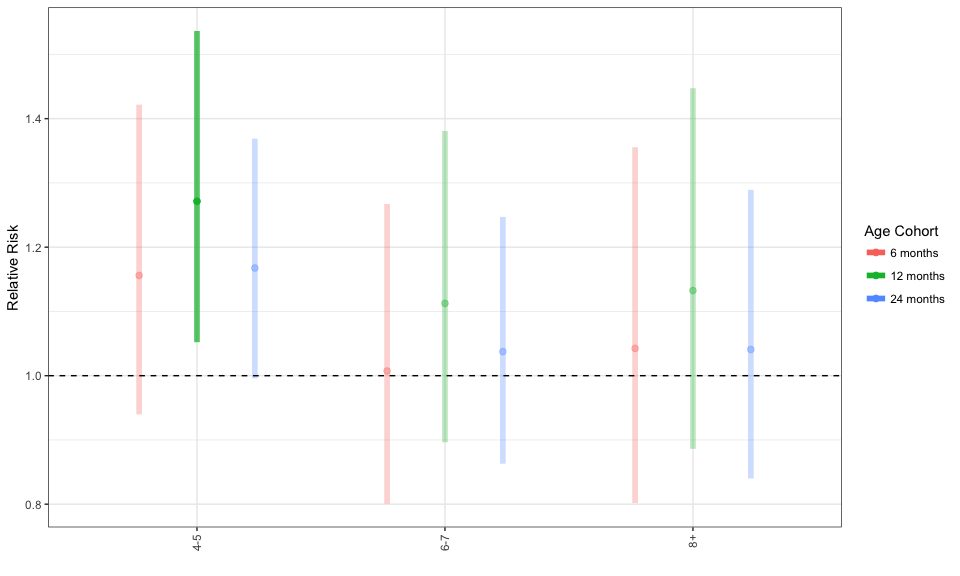 Relative Risk
1.4
1.2
1.0
0.8
4-5
6-7
8+
Age Cohort
6 months
12 months
24 months